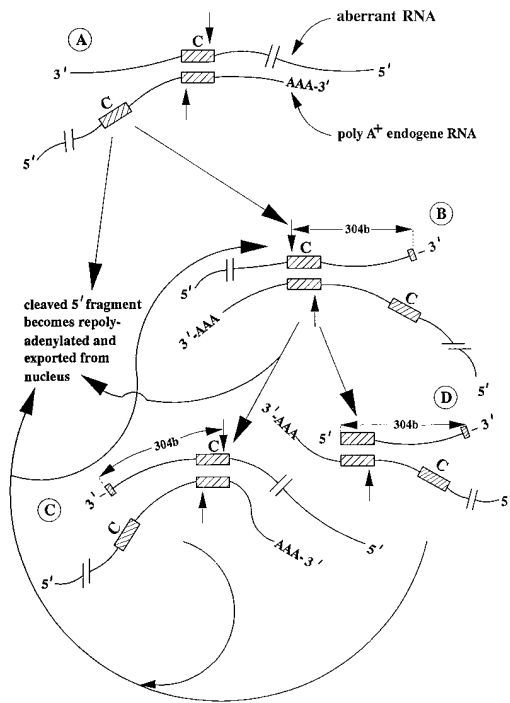 aberrant RNA
A
C
3'
5'
AAA-3'
C
poly A+ endogene RNA
5'
B
304b
3'
C
5'
3'-AAA
C
5'
cleaved 5' fragment
becomes repoly-
adenylated and
exported from
nucleus
D
304b
3'-AAA
5'
3'
C
5
304b
C
3'
C
C
5'
AAA-3'
5'